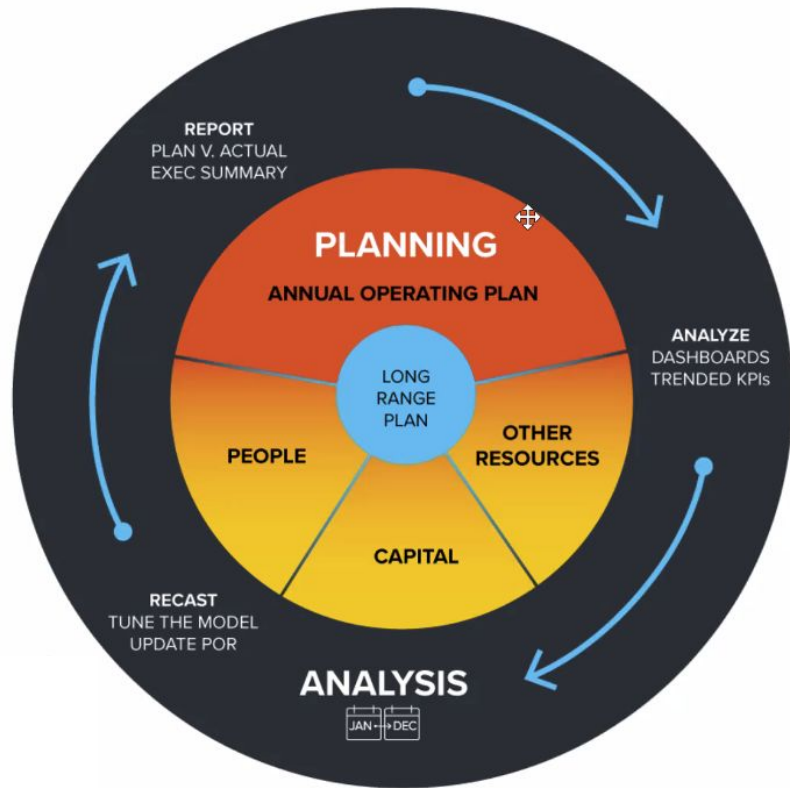 REPORT
PLAN V. ACTUAL
EXEC SUMMARY
PLANNING
ANNUAL OPERATING PLAN
ANALYZE
DASHBOARDS
TRENDED KPIs
LONG
RANGE
PLAN
PEOPLE
OTHER
RESOURCES
CAPITAL
RECAST
TUNE THE MODEL
UPDATE POR
ANALYSIS
JAN DEC